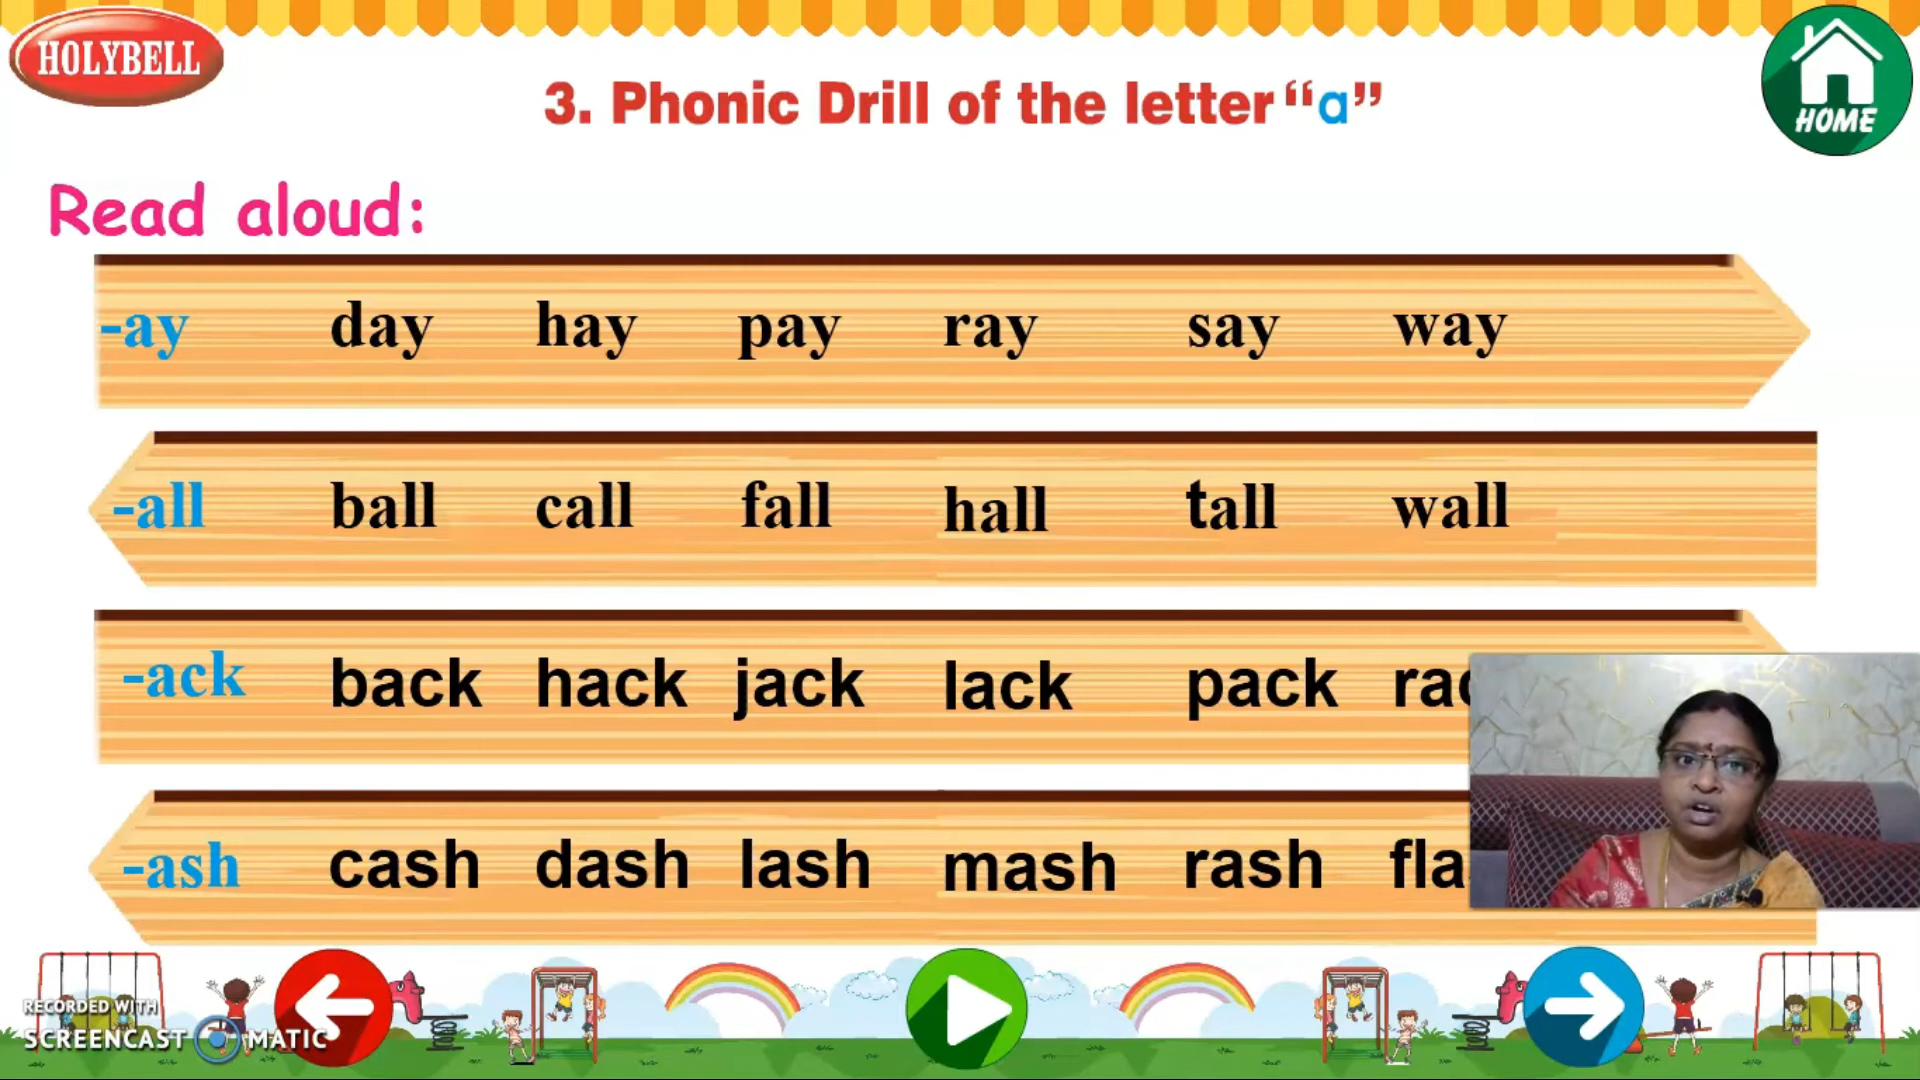 HOLYBELL
3. Phonic Drill of the letter “a”
HOME
Read aloud:
-ay day hay pay ray say way
-all ball call fall hall tall wall
-ack back hack jack lack pack
-ash cash dash lash mash rash
RECORDED WITH
SCREENCAST MATIC